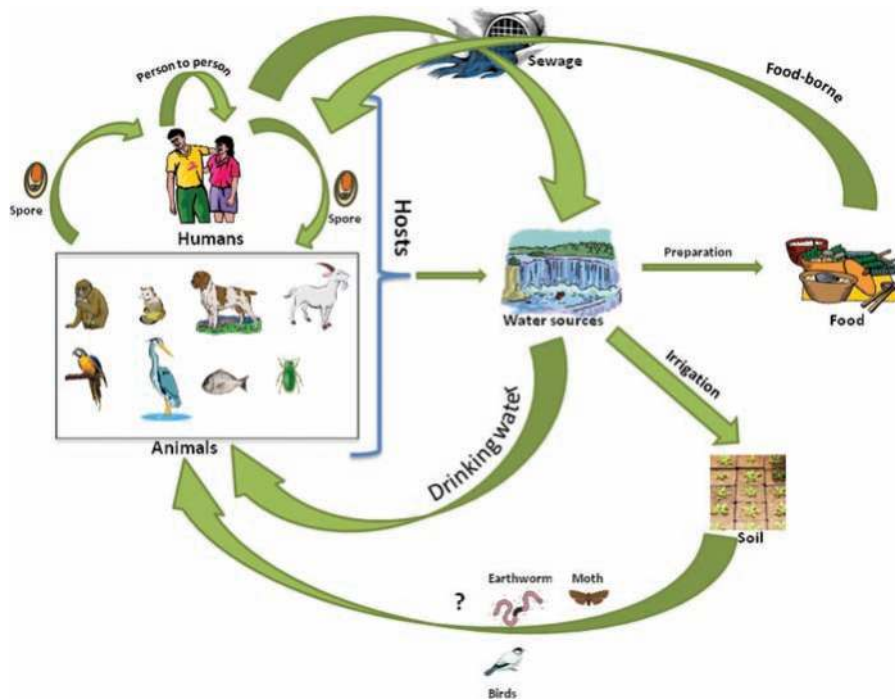 Sewage
Person to person
Food-borne
Spore
Spore
Humans
Hosts
Water sources
Preparation
Food
Irrigation
Animals
Drinking water
Soil
?
Earthworm
Moth
Birds